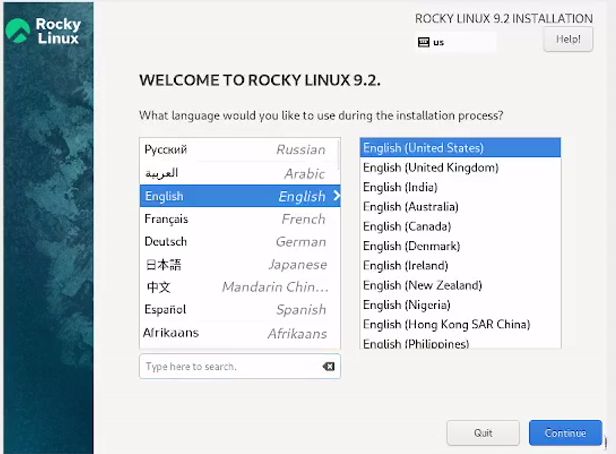 Rocky
Linux
ROCKY LINUX 9.2 INSTALLATION
us
Help!
WELCOME TO ROCKY LINUX 9.2.
What language would you like to use during the installation process?
Русский Russian
العربية Arabic
English English
Français French
Deutsch German
日本語 Japanese
中文 Mandarin Chin...
Español Spanish
Afrikaans Afrikaans
Type here to search.
English (United States)
English (United Kingdom)
English (India)
English (Australia)
English (Canada)
English (Denmark)
English (Ireland)
English (New Zealand)
English (Nigeria)
English (Hong Kong SAR China)
English (Philippines)
Quit
Continue